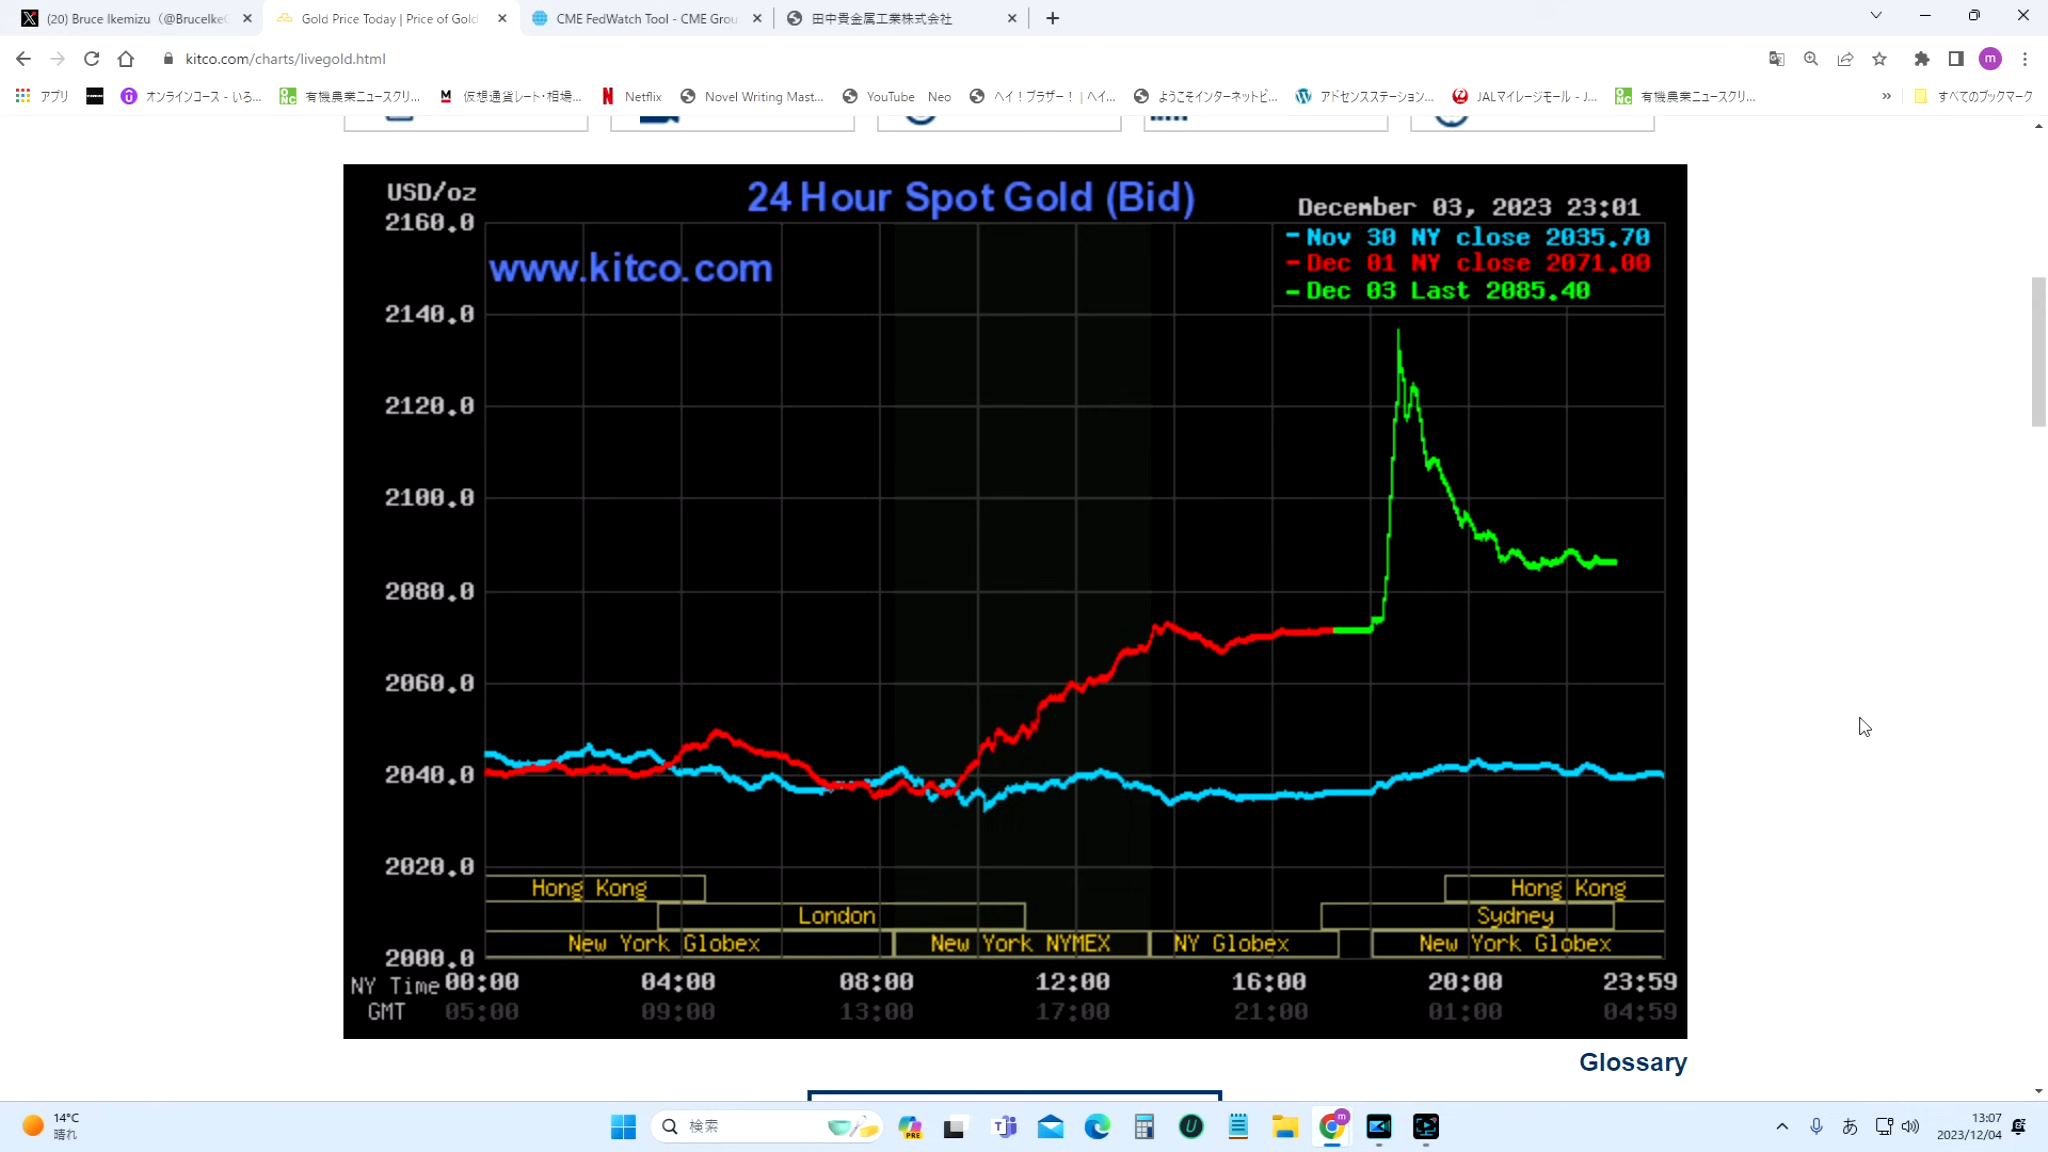 (20) Bruce Ikemizu (@BruceIke
Gold Price Today | Price of Gold
CME FedWatch Tool - CME Grou
田中貴金属工業株式会社
kitco.com/charts/livegold.html
m
アプリ
オンラインコース - いろ...
有機農業ニュースクリ...
仮想通貨レート・相場...
Netflix
Novel Writing Mast...
YouTube Neo
ヘイ！ブラザー！ | ヘイ...
ようこそインターネットビ...
アドセンスステーション...
JALマイレージモール - J...
有機農業ニュースクリ...
»
すべてのブックマーク
USD/oz
24 Hour Spot Gold (Bid)
December 03, 2023 23:01
Nov 30 NY close 2035.70
Dec 01 NY close 2071.00
Dec 03 Last 2085.40
www.kitco.com
2160.0
2140.0
2120.0
2100.0
2080.0
2060.0
2040.0
2020.0
2000.0
Hong Kong
Hong Kong
London
Sydney
New York Globex
New York NYMEX
NY Globex
New York Globex
NY Time 00:00 04:00 08:00 12:00 16:00 20:00 23:59
GMT 05:00 09:00 13:00 17:00 21:00 01:00 04:59
Glossary
14°C
晴れ
検索
PRE
m
あ
13:07
2023/12/04